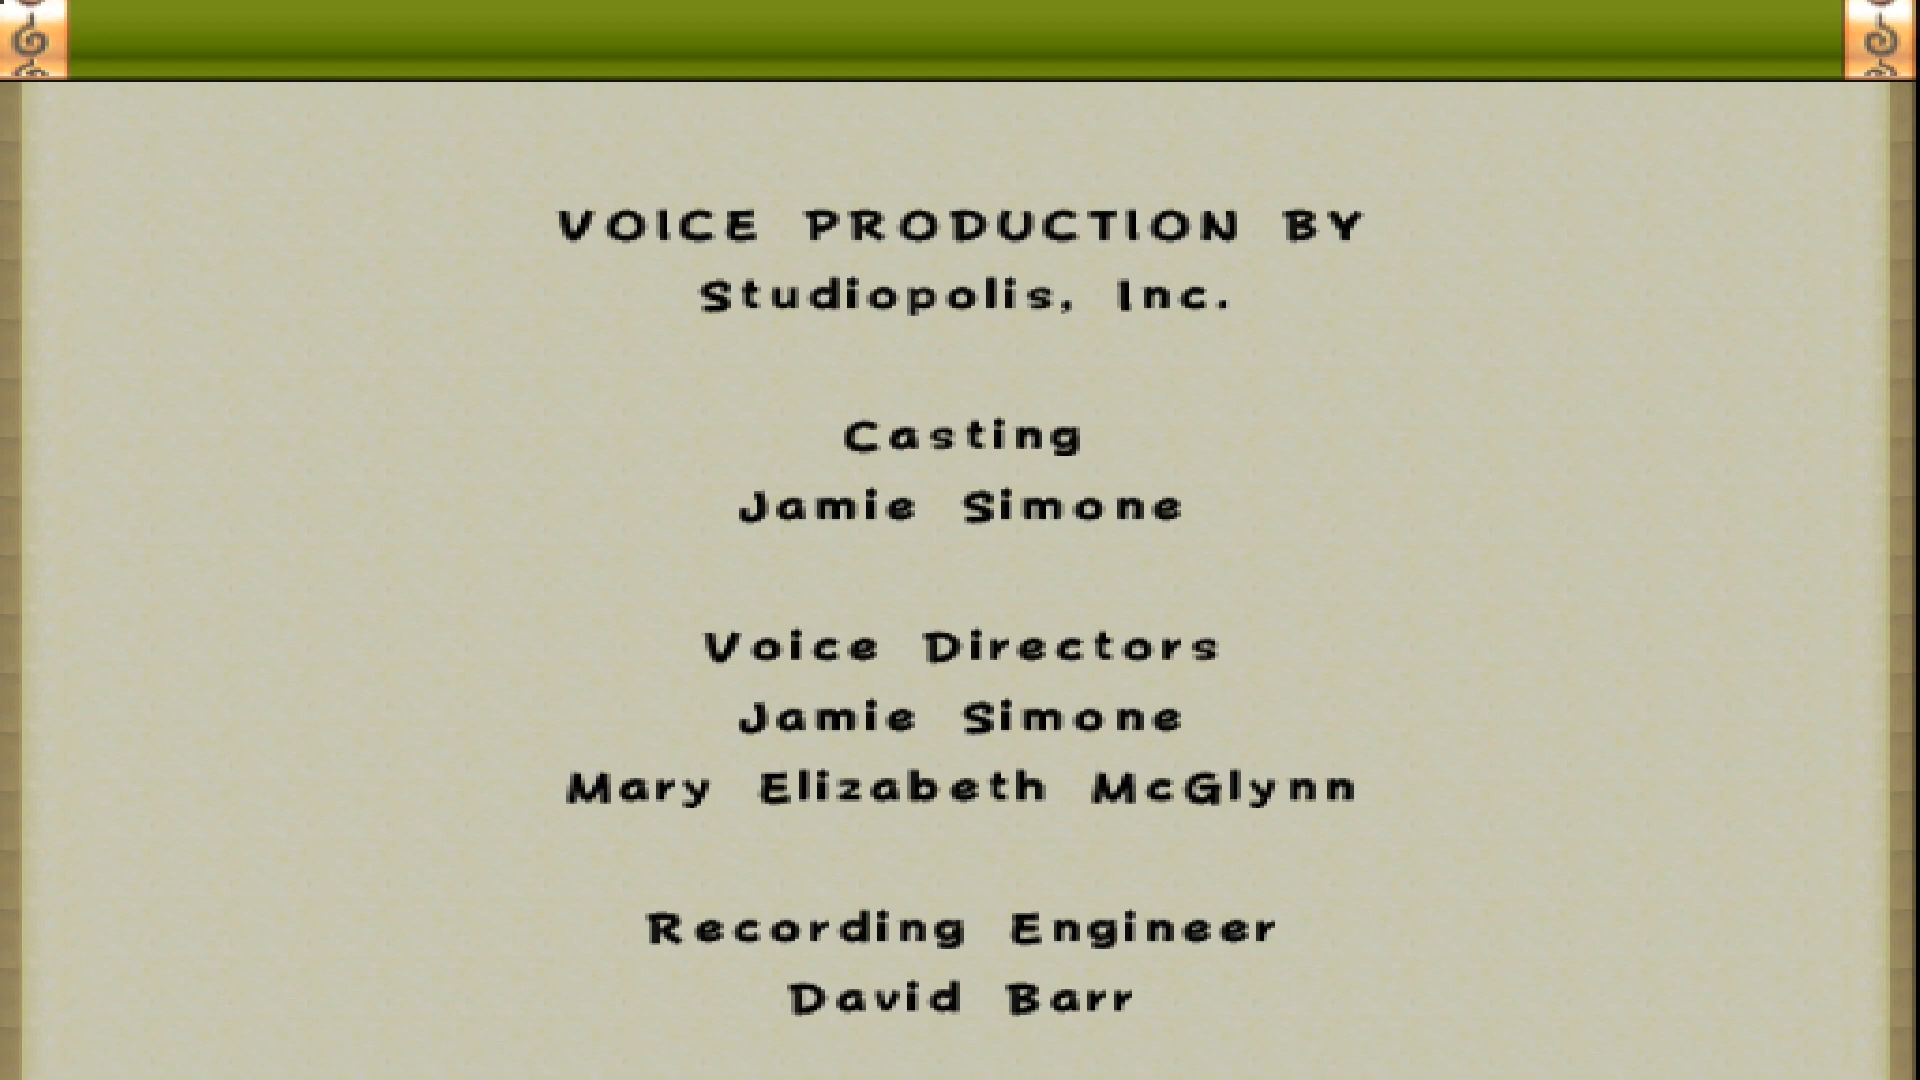 VOICE PRODUCTION BY
Studiopolis, Inc.
Casting
Jamie Simone
Voice Directors
Jamie Simone
Mary Elizabeth McGlynn
Recording Engineer
David Barr